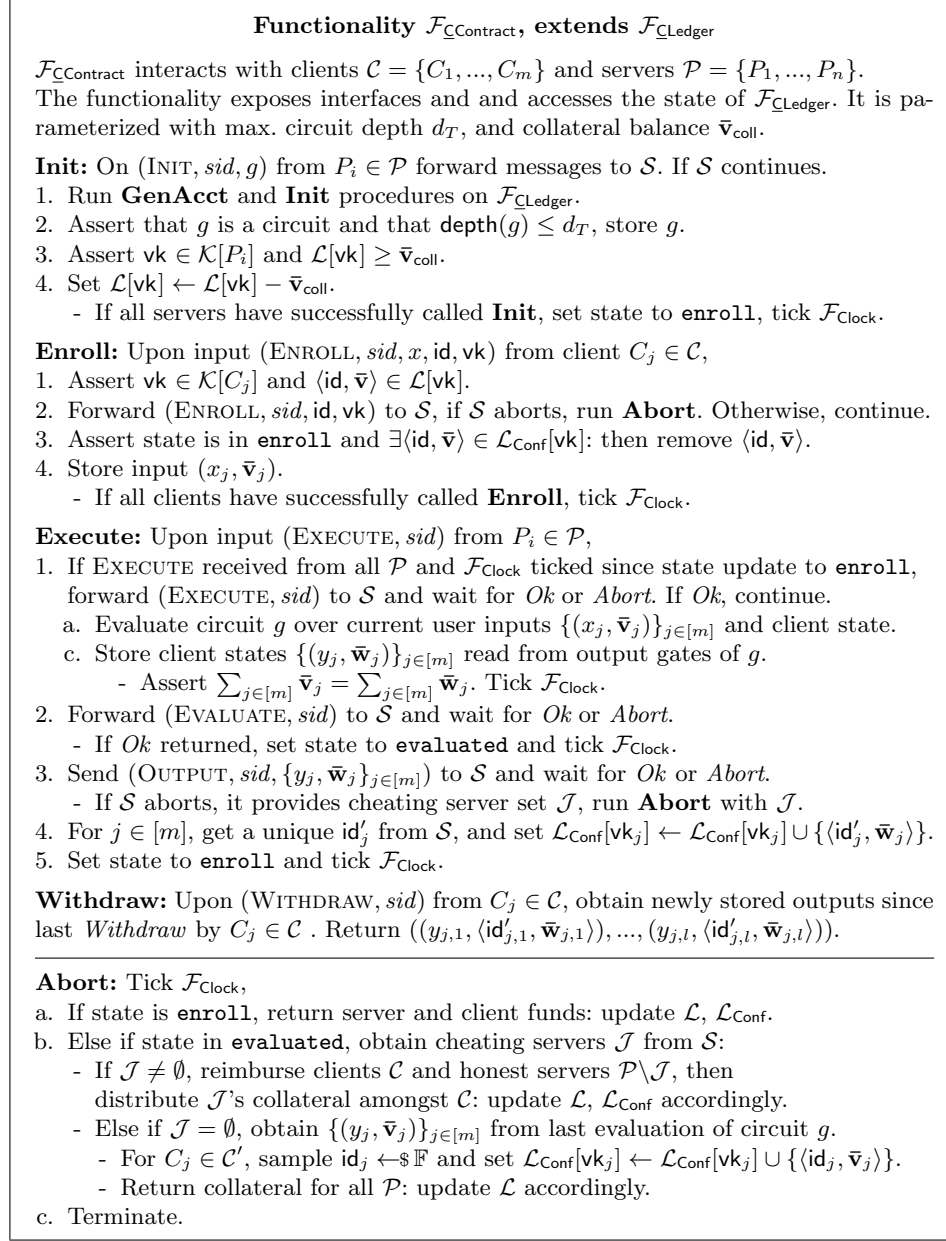 Functionality F_CContract, extends F_CLedger
F_CContract interacts with clients C = {C1, ..., Cm} and servers P = {P1, ..., Pn}.
The functionality exposes interfaces and and accesses the state of F_CLedger. It is pa-
rameterized with max. circuit depth d_T, and collateral balance v̄_coll.
Init: On (INIT, sid, g) from P_i ∈ P forward messages to S. If S continues.
1. Run GenAcct and Init procedures on F_CLedger.
2. Assert that g is a circuit and that depth(g) ≤ d_T, store g.
3. Assert vk ∈ K[P_i] and L[vk] ≥ v̄_coll.
4. Set L[vk] ← L[vk] − v̄_coll.
- If all servers have successfully called Init, set state to enroll, tick F_Clock.
Enroll: Upon input (ENROLL, sid, x, id, vk) from client C_j ∈ C,
1. Assert vk ∈ K[C_j] and ⟨id, v̄⟩ ∈ L[vk].
2. Forward (ENROLL, sid, id, vk) to S, if S aborts, run Abort. Otherwise, continue.
3. Assert state is in enroll and ∃⟨id, v̄⟩ ∈ L_Conf[vk]: then remove ⟨id, v̄⟩.
4. Store input (x_j, v̄_j).
- If all clients have successfully called Enroll, tick F_Clock.
Execute: Upon input (EXECUTE, sid) from P_i ∈ P,
1. If EXECUTE received from all P and F_Clock ticked since state update to enroll,
forward (EXECUTE, sid) to S and wait for Ok or Abort. If Ok, continue.
a. Evaluate circuit g over current user inputs {(x_j, v̄_j)}_{j∈[m]} and client state.
c. Store client states {(y_j, w̄_j)}_{j∈[m]} read from output gates of g.
- Assert ∑_{j∈[m]} v̄_j = ∑_{j∈[m]} w̄_j. Tick F_Clock.
2. Forward (EVALUATE, sid) to S and wait for Ok or Abort.
- If Ok returned, set state to evaluated and tick F_Clock.
3. Send (OUTPUT, sid, {y_j, w̄_j}_{j∈[m]}) to S and wait for Ok or Abort.
- If S aborts, it provides cheating server set J, run Abort with J.
4. For j ∈ [m], get a unique id′_j from S, and set L_Conf[vk_j] ← L_Conf[vk_j] ∪ {⟨id′_j, w̄_j⟩}.
5. Set state to enroll and tick F_Clock.
Withdraw: Upon (WITHDRAW, sid) from C_j ∈ C, obtain newly stored outputs since
last Withdraw by C_j ∈ C . Return ((y_{j,1}, ⟨id′_{j,1}, w̄_{j,1}⟩), ..., (y_{j,l}, ⟨id′_{j,l}, w̄_{j,l}⟩)).
Abort: Tick F_Clock,
a. If state is enroll, return server and client funds: update L, L_Conf.
b. Else if state in evaluated, obtain cheating servers J from S:
- If J ≠ ∅, reimburse clients C and honest servers P\J, then
distribute J's collateral amongst C: update L, L_Conf accordingly.
- Else if J = ∅, obtain {(y_j, v̄_j)}_{j∈[m]} from last evaluation of circuit g.
- For C_j ∈ C′, sample id_j ←$ 𝔽 and set L_Conf[vk_j] ← L_Conf[vk_j] ∪ {⟨id_j, v̄_j⟩}.
- Return collateral for all P: update L accordingly.
c. Terminate.